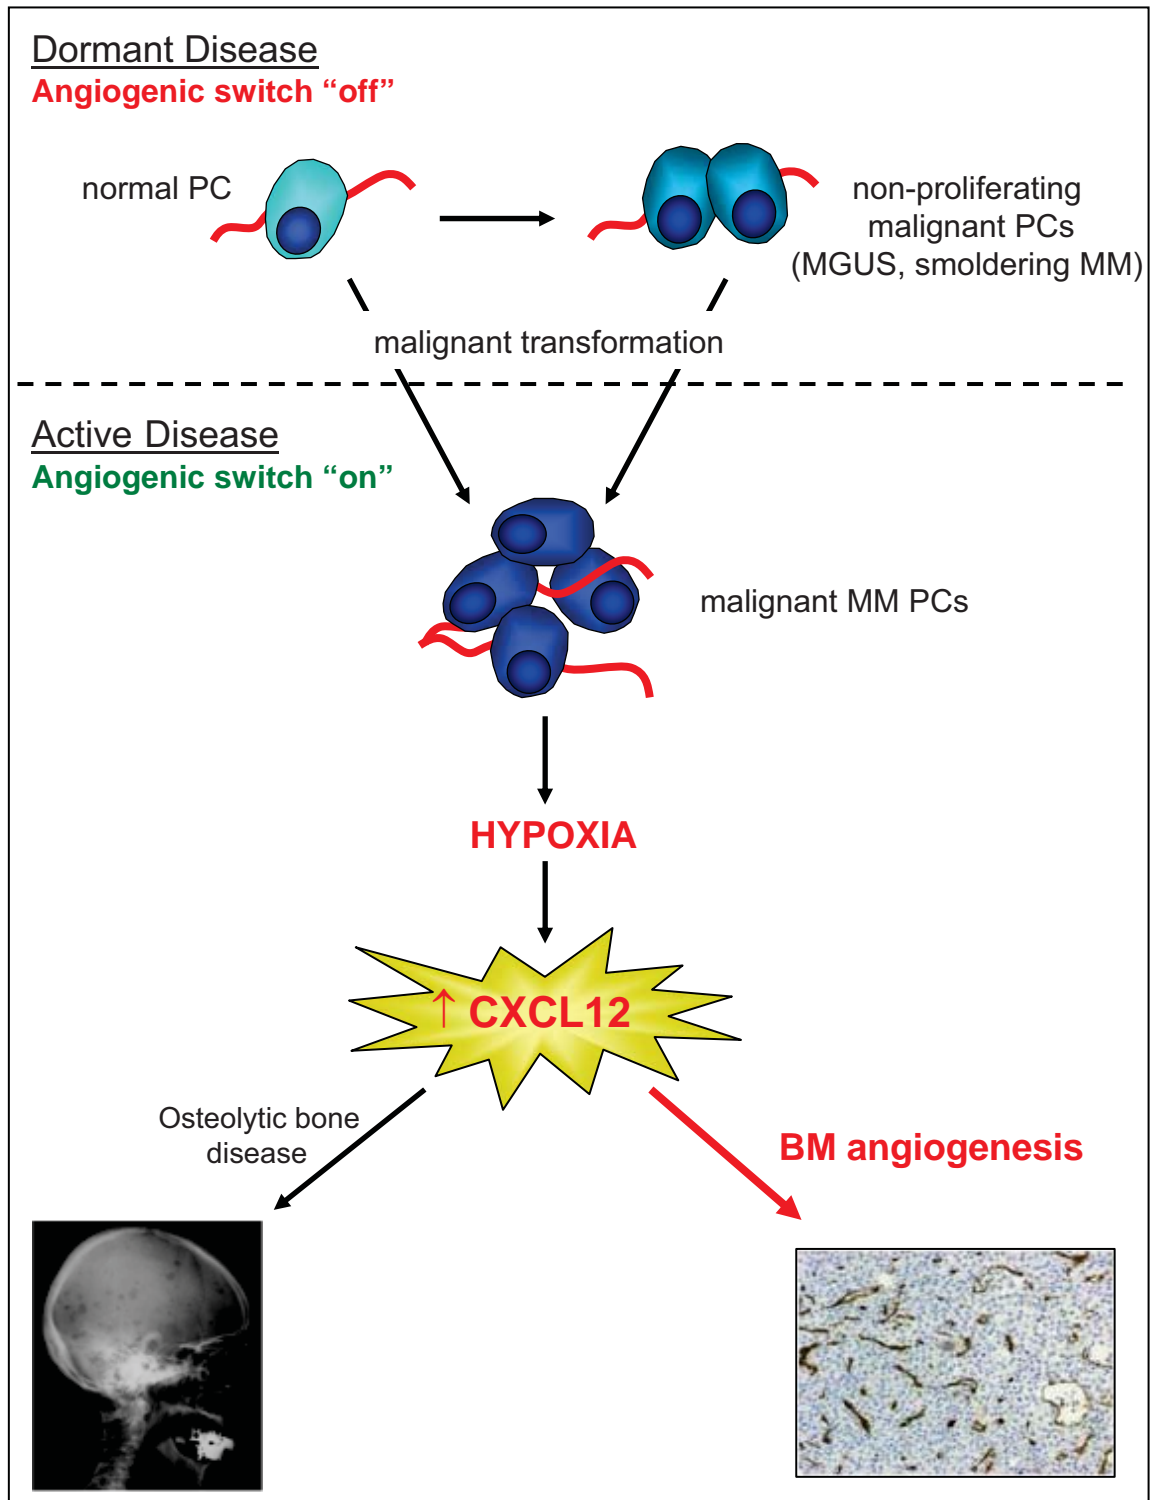 Dormant Disease
Angiogenic switch “off”
normal PC
non-proliferating
malignant PCs
(MGUS, smoldering MM)
malignant transformation
Active Disease
Angiogenic switch “on”
malignant MM PCs
HYPOXIA
↑ CXCL12
Osteolytic bone
disease
BM angiogenesis